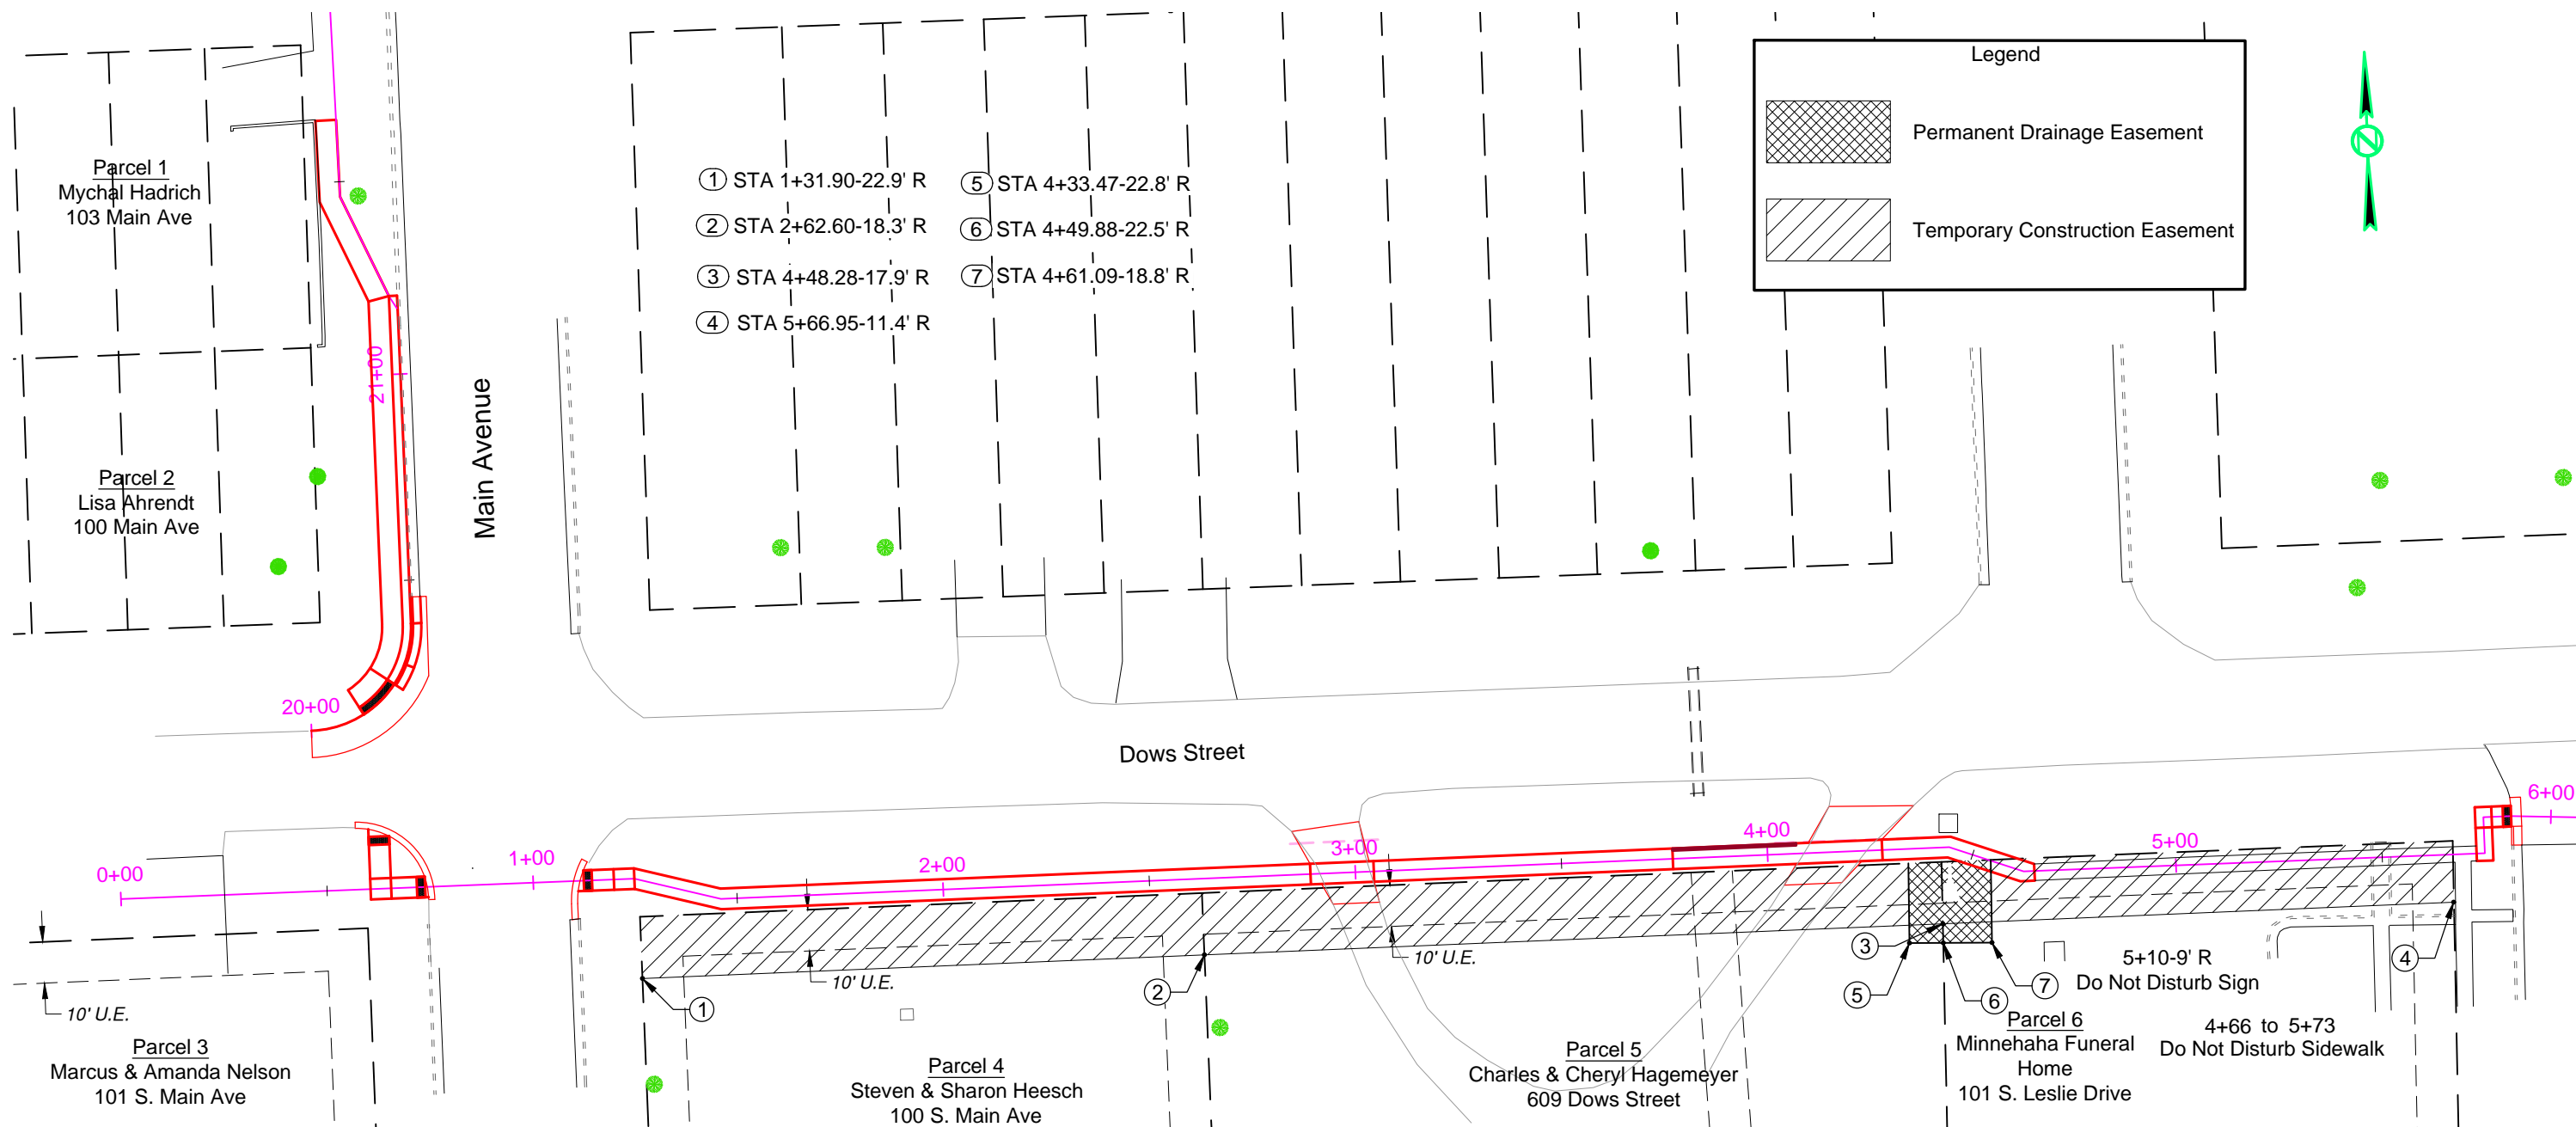 Legend
Permanent Drainage Easement
Temporary Construction Easement
N
Parcel 1
Mychal Hadrich
103 Main Ave
1 STA 1+31.90-22.9' R
2 STA 2+62.60-18.3' R
3 STA 4+48.28-17.9' R
4 STA 5+66.95-11.4' R
5 STA 4+33.47-22.8' R
6 STA 4+49.88-22.5' R
7 STA 4+61.09-18.8' R
21+00
Main Avenue
Parcel 2
Lisa Ahrendt
100 Main Ave
20+00
Dows Street
0+00
1+00
2+00
3+00
4+00
5+00
6+00
10' U.E.
10' U.E.
10' U.E.
1
2
3
4
5
6
7
5+10-9' R
Do Not Disturb Sign
4+66 to 5+73
Do Not Disturb Sidewalk
Parcel 3
Marcus & Amanda Nelson
101 S. Main Ave
Parcel 4
Steven & Sharon Heesch
100 S. Main Ave
Parcel 5
Charles & Cheryl Hagemeyer
609 Dows Street
Parcel 6
Minnehaha Funeral
Home
101 S. Leslie Drive